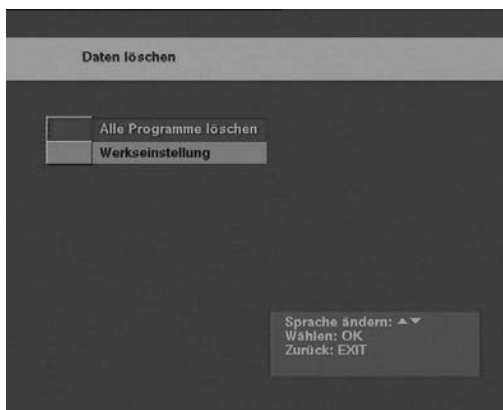 Daten löschen
Alle Programme löschen
Werkseinstellung
Sprache ändern: ▲▼
Wählen: OK
Zurück: EXIT